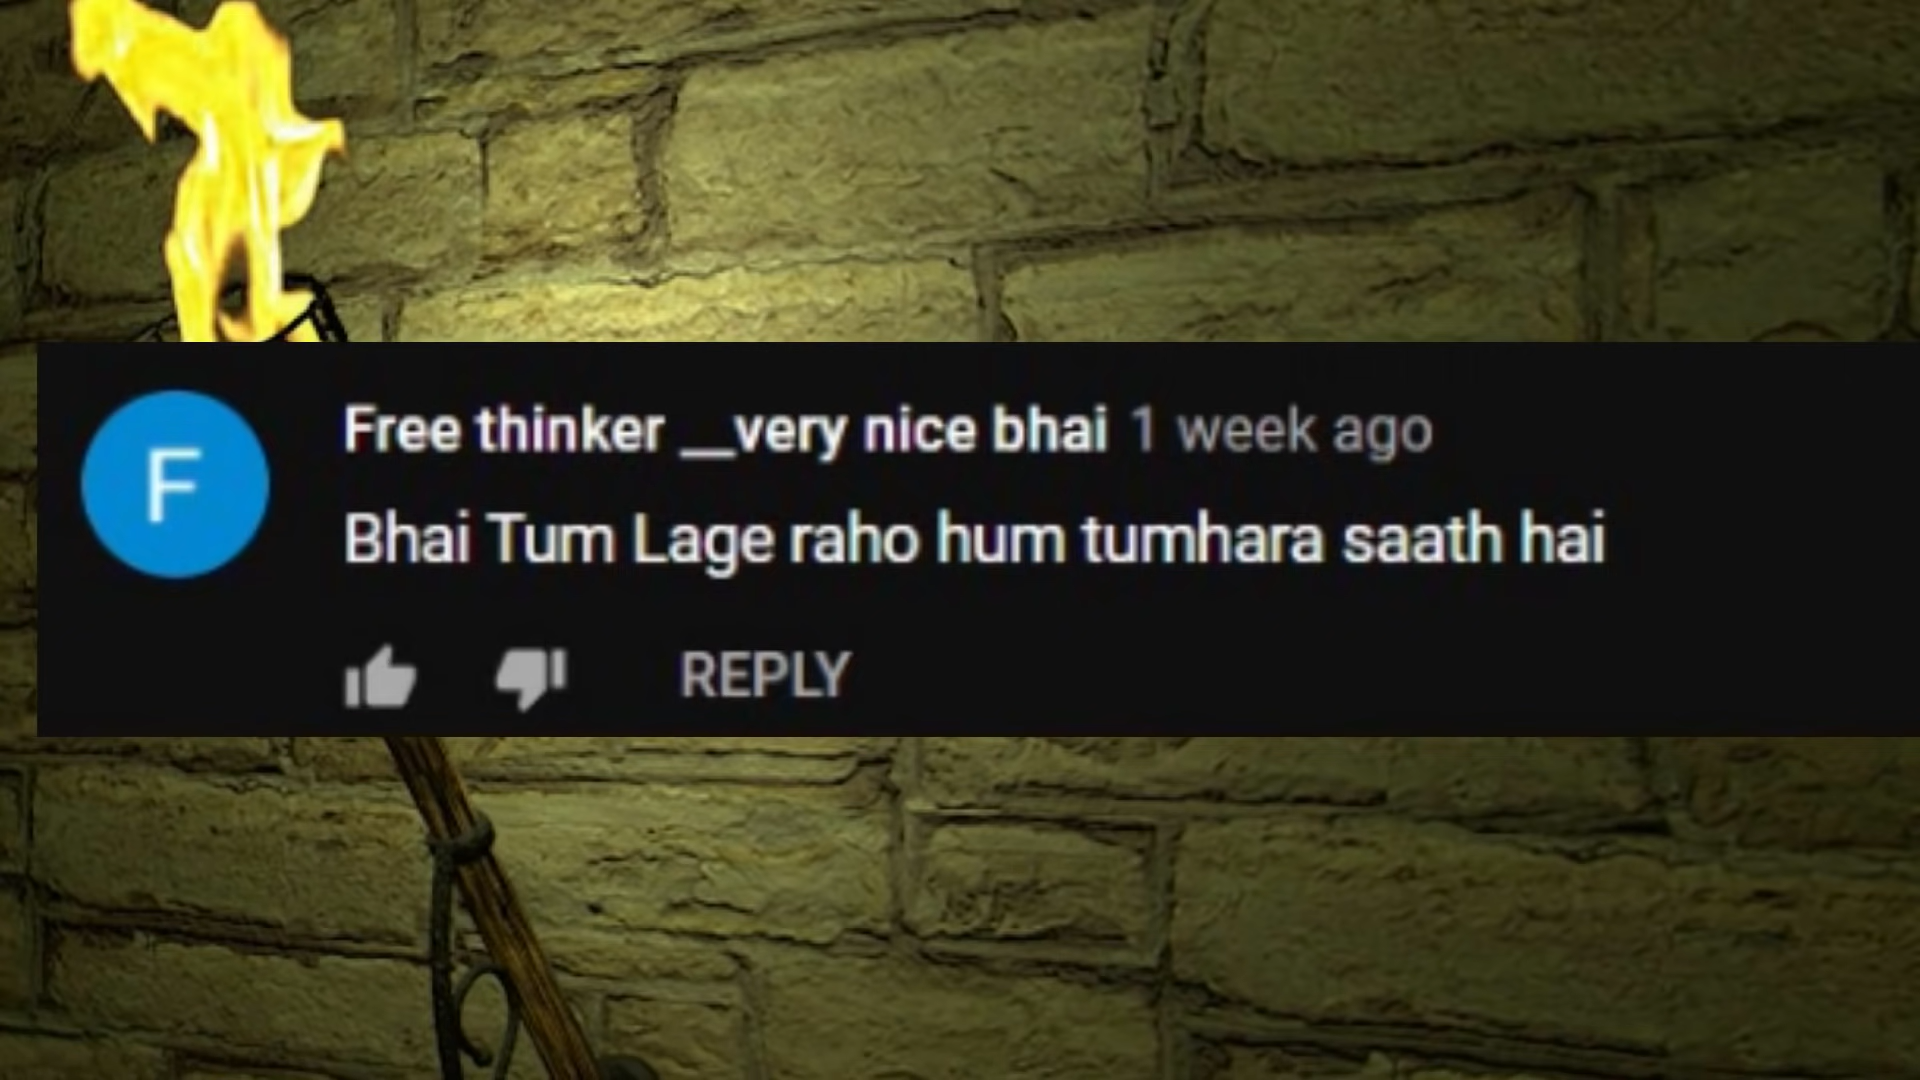 F
Free thinker __very nice bhai 1 week ago
Bhai Tum Lage raho hum tumhara saath hai
REPLY